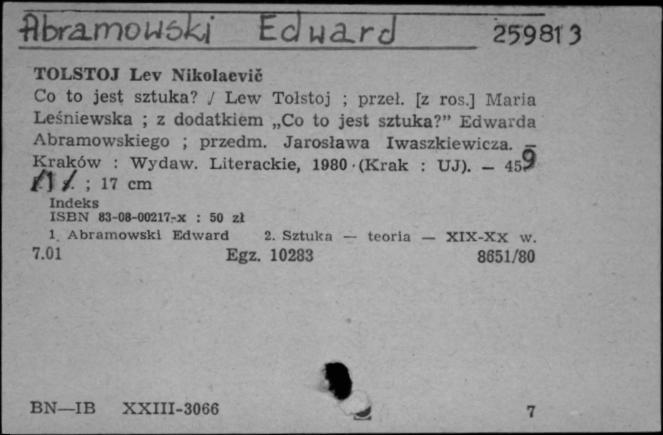 Abramowski Edward 259813
TOLSTOJ Lev Nikolaevič
Co to jest sztuka? / Lew Tołstoj ; przeł. [z ros.] Maria
Leśniewska ; z dodatkiem „Co to jest sztuka?” Edwarda
Abramowskiego ; przedm. Jarosława Iwaszkiewicza. —
Kraków : Wydaw. Literackie, 1980 (Krak : UJ). — 459
; 17 cm
Indeks
ISBN 83-08-00217-x : 50 zł
1. Abramowski Edward 2. Sztuka — teoria — XIX-XX w.
7.01 Egz. 10283 8651/80
BN—IB XXIII-3066 7